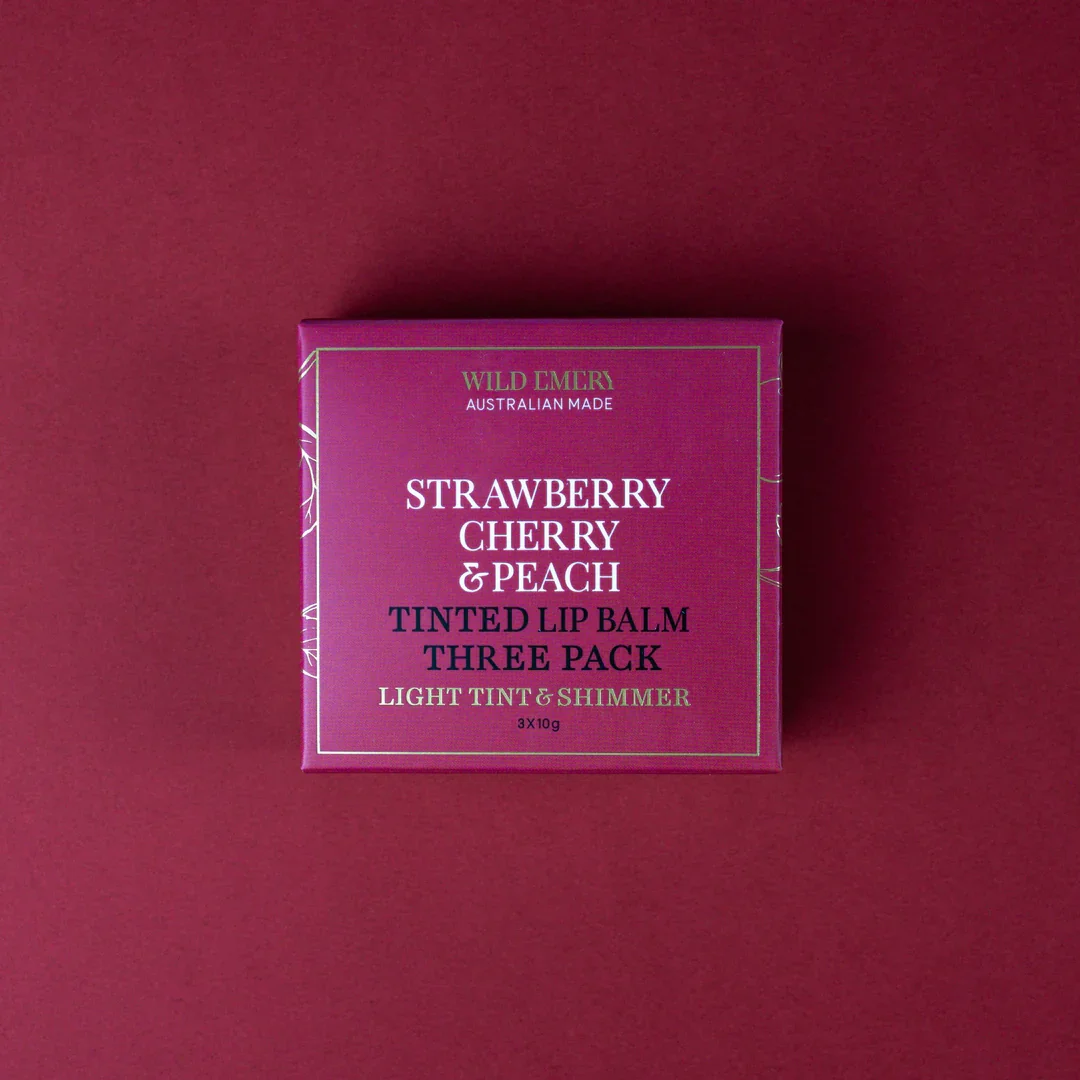 WILD EMERY
AUSTRALIAN MADE
STRAWBERRY
CHERRY
&PEACH
TINTED LIP BALM
THREE PACK
LIGHT TINT & SHIMMER
3X10g